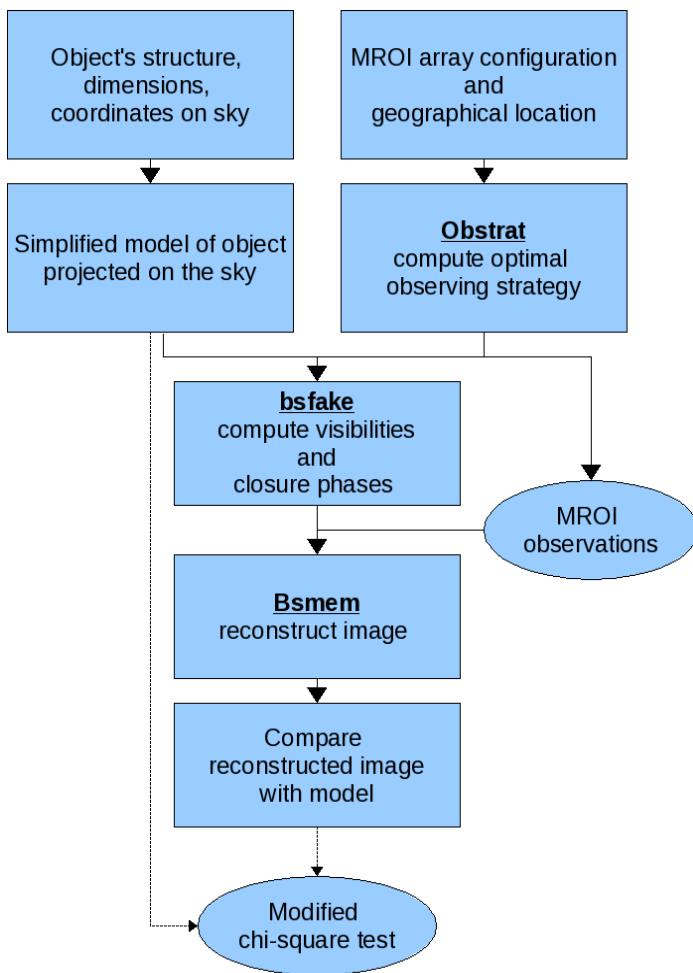 Object's structure,
dimensions,
coordinates on sky
MROI array configuration
and
geographical location
Simplified model of object
projected on the sky
Obstrat
compute optimal
observing strategy
bsfake
compute visibilities
and
closure phases
MROI
observations
Bsmem
reconstruct image
Compare
reconstructed image
with model
Modified
chi-square test